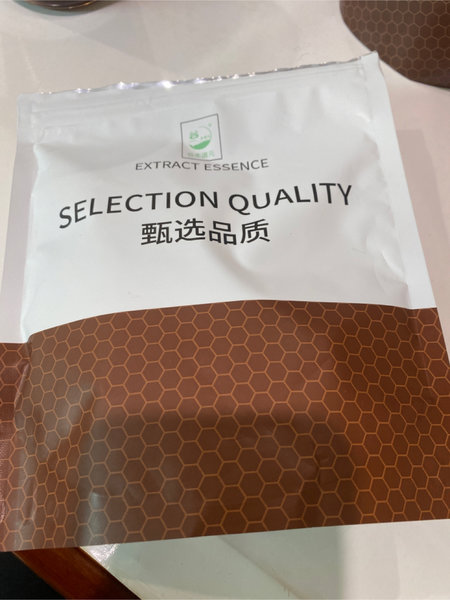 EXTRACT ESSENCE
SELECTION QUALITY
甄选品质